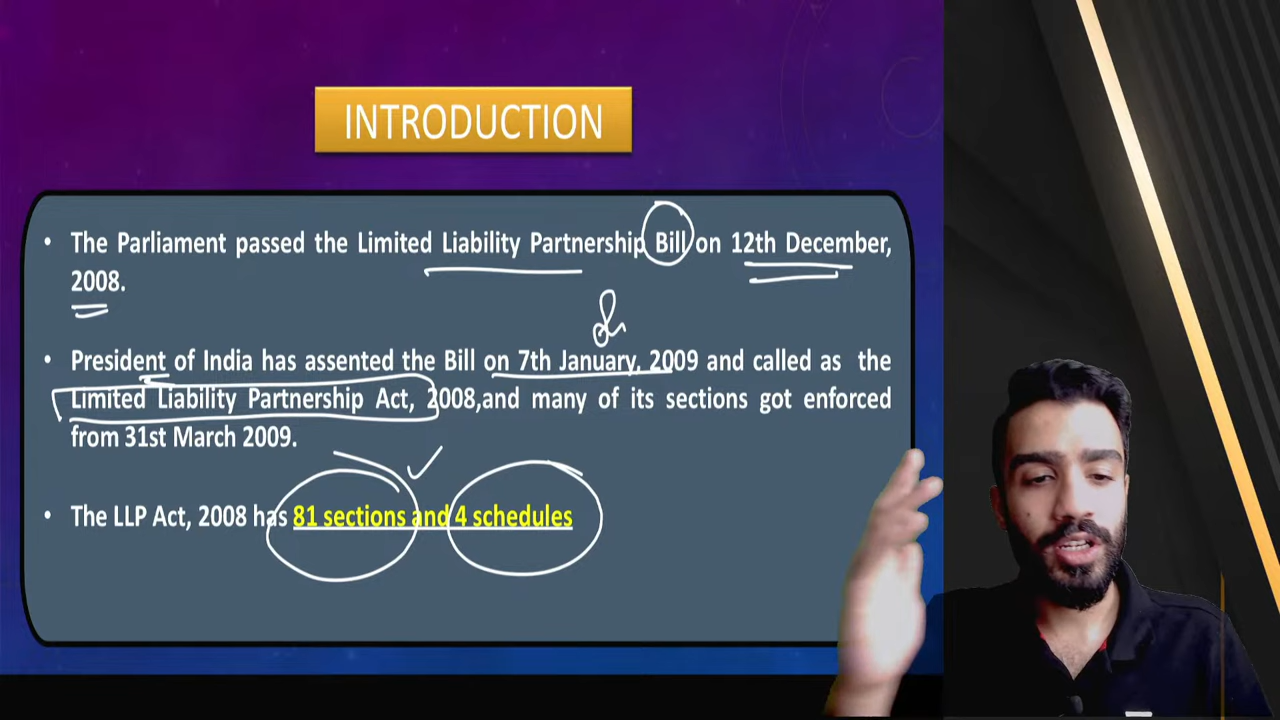 INTRODUCTION
• The Parliament passed the Limited Liability Partnership Bill on 12th December,
2008.
• President of India has assented the Bill on 7th January, 2009 and called as the
Limited Liability Partnership Act, 2008,and many of its sections got enforced
from 31st March 2009.
• The LLP Act, 2008 has 81 sections and 4 schedules